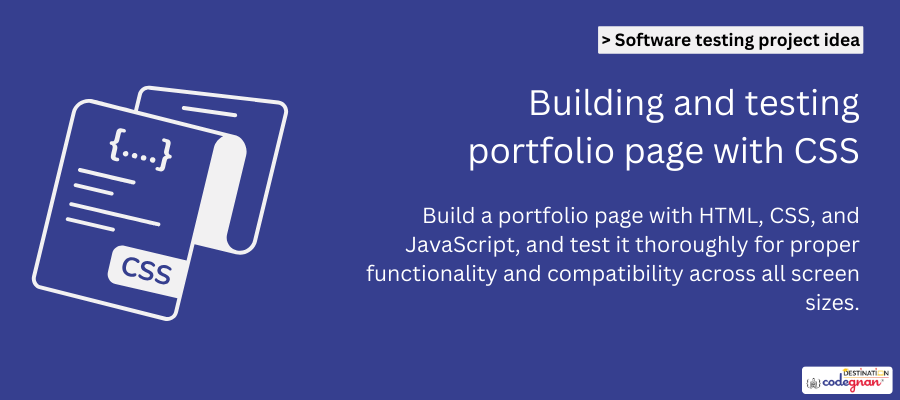 > Software testing project idea
Building and testing
portfolio page with CSS
Build a portfolio page with HTML, CSS, and
JavaScript, and test it thoroughly for proper
functionality and compatibility across all screen
sizes.
{....}
CSS
DESTINATION
{ } codegnan